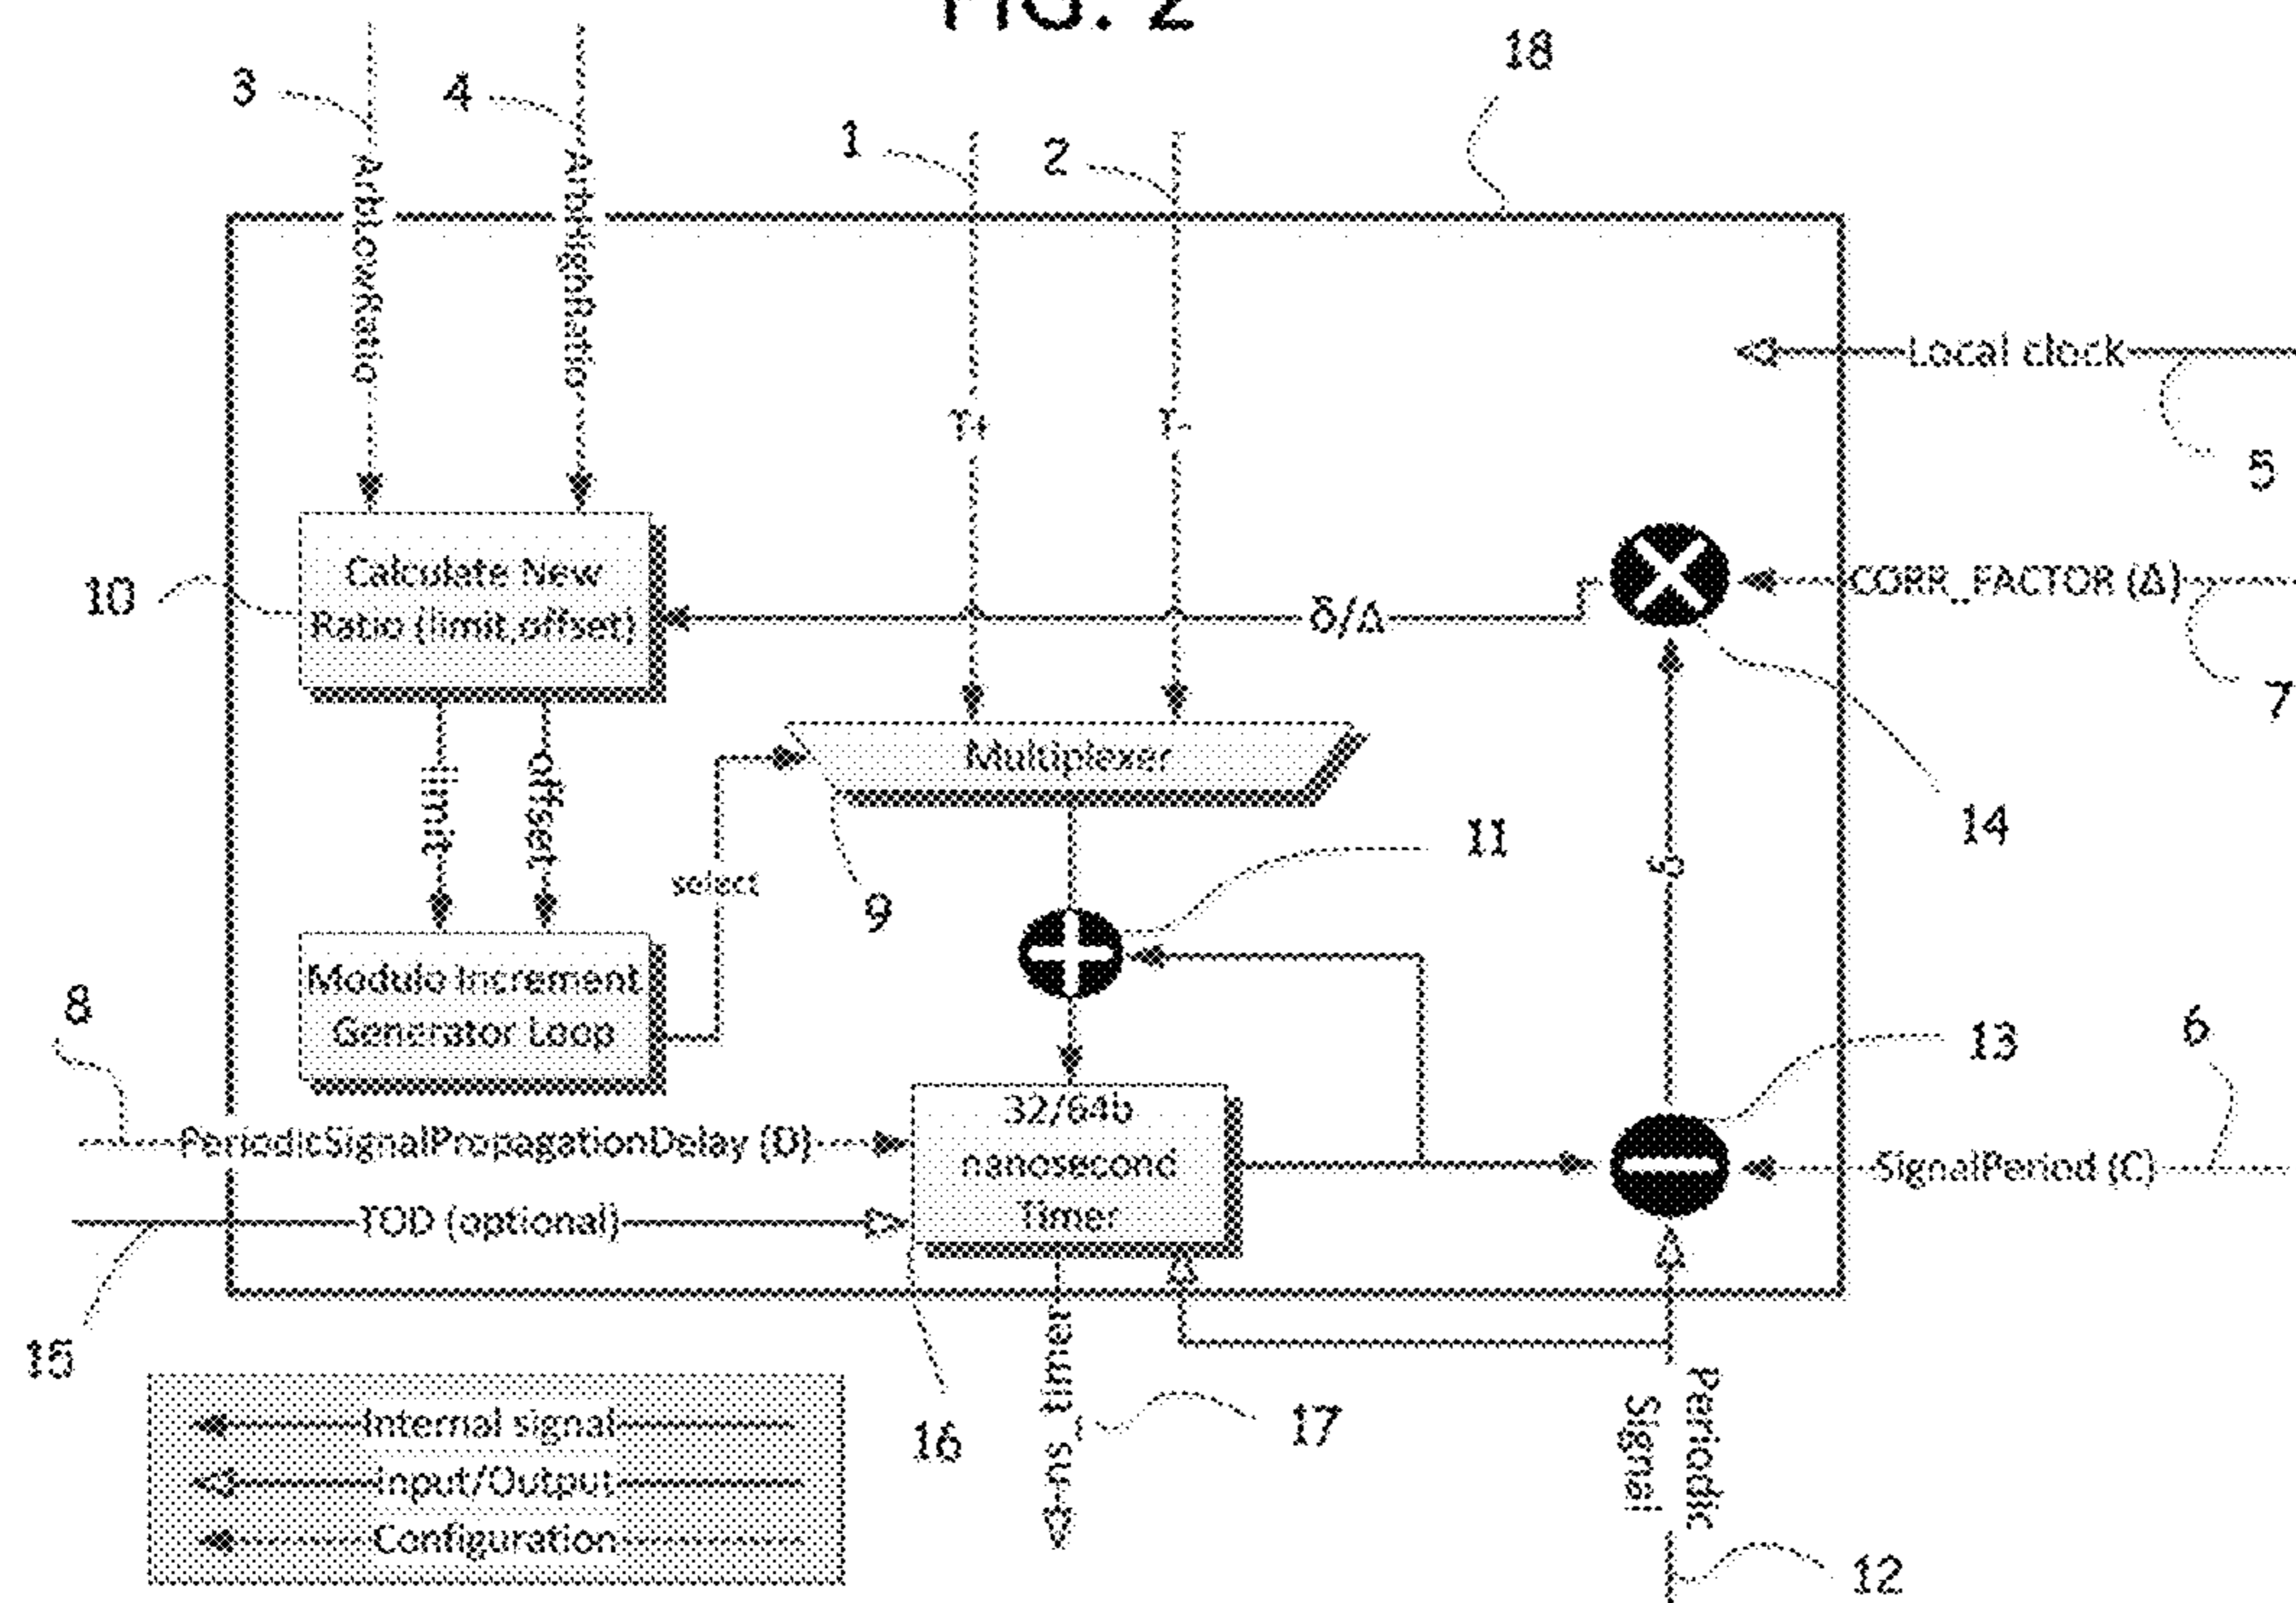 FIG. 2
18
3
4
1
2
ArbLowRatio
ArbHighRatio
T+
T-
Local clock
5
Calculate New
Ratio (limit,offset)
10
δ/Δ
CORR_FACTOR (Δ)
7
Multiplexer
limit
offset
select
9
11
14
δ
Modulo Increment
Generator Loop
8
13
6
PeriodicSignalPropagationDelay (D)
32/64b
nanosecond
Timer
SignalPeriod (C)
TOD (optional)
15
16
ns_timer
17
Periodic
Signal
12
Internal signal
Input/Output
Configuration